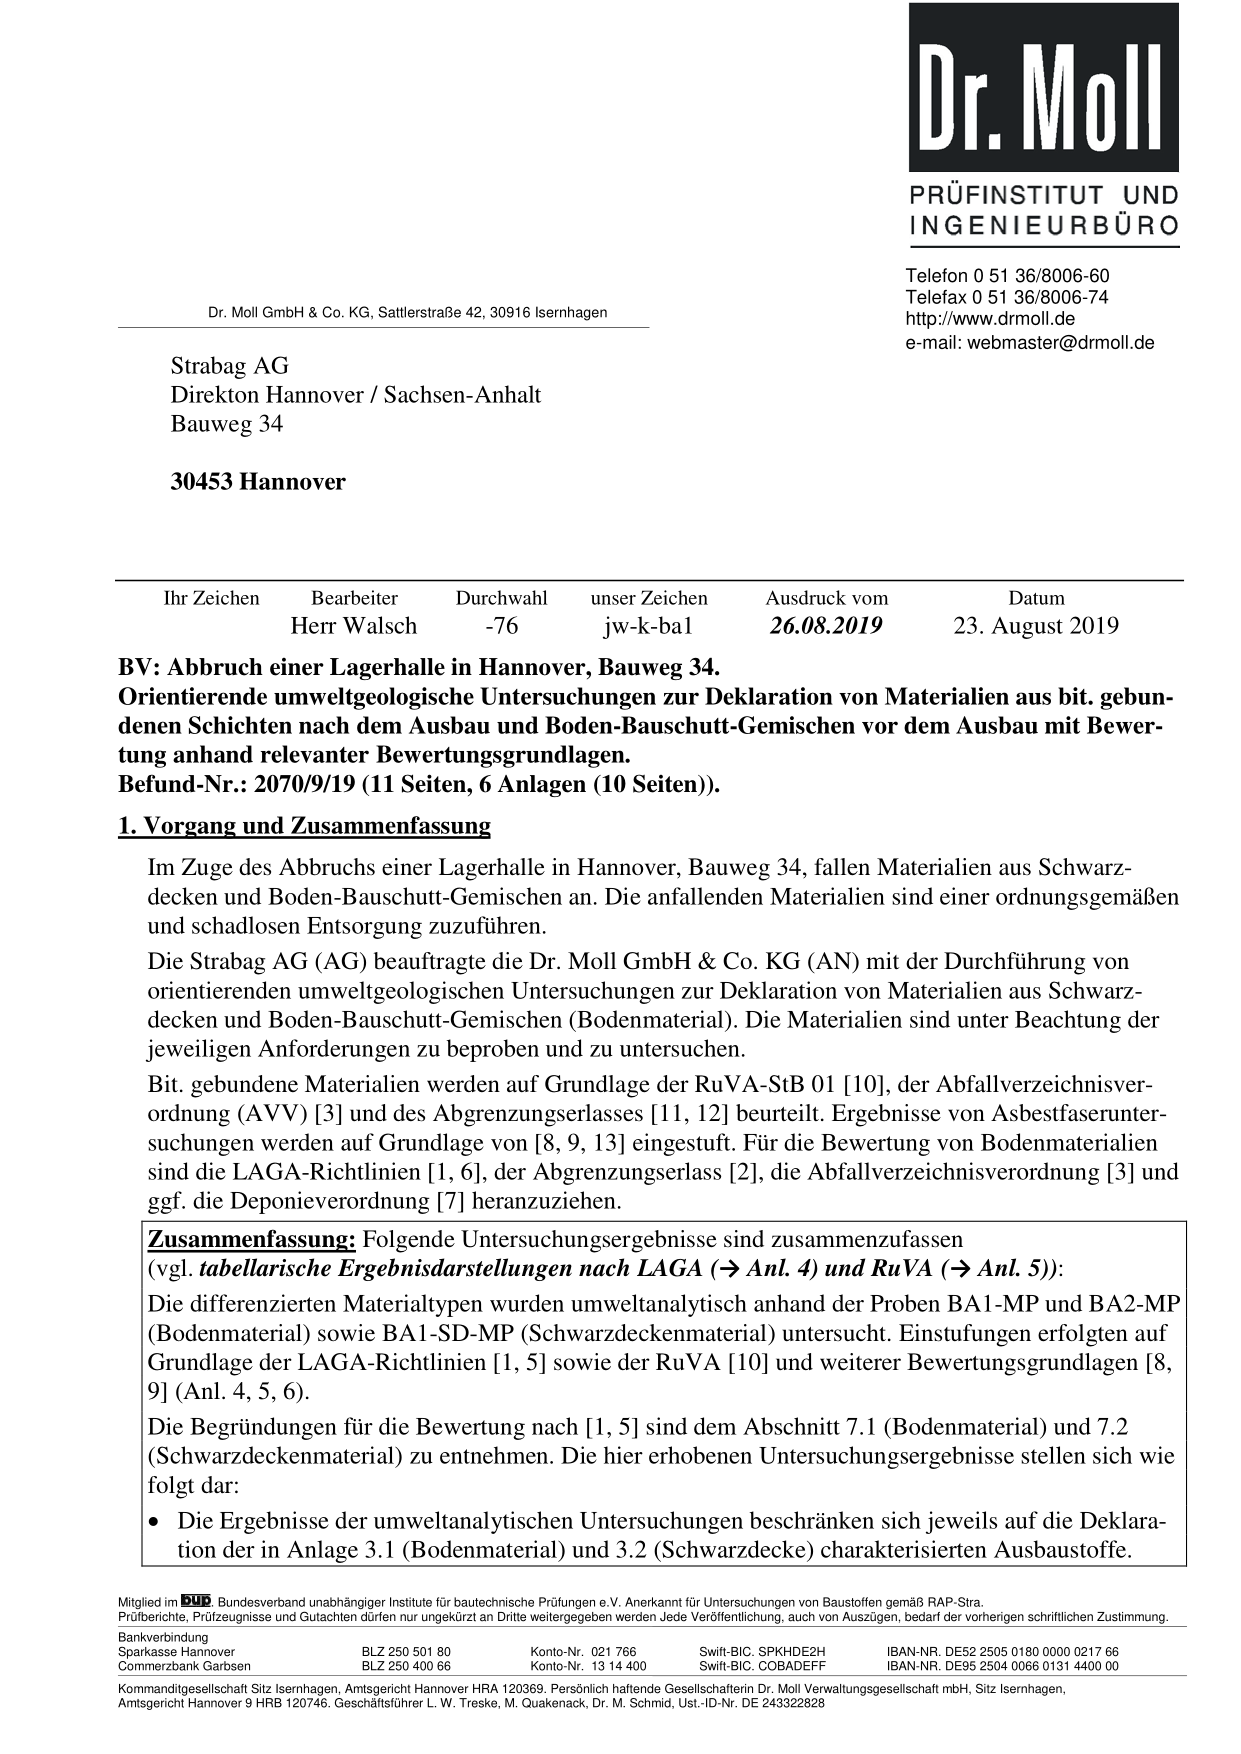 Dr. Moll
PRÜFINSTITUT UND
INGENIEURBÜRO
Telefon 0 51 36/8006-60
Telefax 0 51 36/8006-74
http://www.drmoll.de
e-mail: webmaster@drmoll.de
Dr. Moll GmbH & Co. KG, Sattlerstraße 42, 30916 Isernhagen
Strabag AG
Direkton Hannover / Sachsen-Anhalt
Bauweg 34
30453 Hannover
Ihr Zeichen Bearbeiter Durchwahl unser Zeichen Ausdruck vom Datum
Herr Walsch -76 jw-k-ba1 26.08.2019 23. August 2019
BV: Abbruch einer Lagerhalle in Hannover, Bauweg 34.
Orientierende umweltgeologische Untersuchungen zur Deklaration von Materialien aus bit. gebun-
denen Schichten nach dem Ausbau und Boden-Bauschutt-Gemischen vor dem Ausbau mit Bewer-
tung anhand relevanter Bewertungsgrundlagen.
Befund-Nr.: 2070/9/19 (11 Seiten, 6 Anlagen (10 Seiten)).
1. Vorgang und Zusammenfassung
Im Zuge des Abbruchs einer Lagerhalle in Hannover, Bauweg 34, fallen Materialien aus Schwarz-
decken und Boden-Bauschutt-Gemischen an. Die anfallenden Materialien sind einer ordnungsgemäßen
und schadlosen Entsorgung zuzuführen.
Die Strabag AG (AG) beauftragte die Dr. Moll GmbH & Co. KG (AN) mit der Durchführung von
orientierenden umweltgeologischen Untersuchungen zur Deklaration von Materialien aus Schwarz-
decken und Boden-Bauschutt-Gemischen (Bodenmaterial). Die Materialien sind unter Beachtung der
jeweiligen Anforderungen zu beproben und zu untersuchen.
Bit. gebundene Materialien werden auf Grundlage der RuVA-StB 01 [10], der Abfallverzeichnisver-
ordnung (AVV) [3] und des Abgrenzungserlasses [11, 12] beurteilt. Ergebnisse von Asbestfaserunter-
suchungen werden auf Grundlage von [8, 9, 13] eingestuft. Für die Bewertung von Bodenmaterialien
sind die LAGA-Richtlinien [1, 6], der Abgrenzungserlass [2], die Abfallverzeichnisverordnung [3] und
ggf. die Deponieverordnung [7] heranzuziehen.
Zusammenfassung: Folgende Untersuchungsergebnisse sind zusammenzufassen
(vgl. tabellarische Ergebnisdarstellungen nach LAGA (→ Anl. 4) und RuVA (→ Anl. 5)):
Die differenzierten Materialtypen wurden umweltanalytisch anhand der Proben BA1-MP und BA2-MP
(Bodenmaterial) sowie BA1-SD-MP (Schwarzdeckenmaterial) untersucht. Einstufungen erfolgten auf
Grundlage der LAGA-Richtlinien [1, 5] sowie der RuVA [10] und weiterer Bewertungsgrundlagen [8,
9] (Anl. 4, 5, 6).
Die Begründungen für die Bewertung nach [1, 5] sind dem Abschnitt 7.1 (Bodenmaterial) und 7.2
(Schwarzdeckenmaterial) zu entnehmen. Die hier erhobenen Untersuchungsergebnisse stellen sich wie
folgt dar:
• Die Ergebnisse der umweltanalytischen Untersuchungen beschränken sich jeweils auf die Deklara-
tion der in Anlage 3.1 (Bodenmaterial) und 3.2 (Schwarzdecke) charakterisierten Ausbaustoffe.
Mitglied im bup. Bundesverband unabhängiger Institute für bautechnische Prüfungen e.V. Anerkannt für Untersuchungen von Baustoffen gemäß RAP-Stra.
Prüfberichte, Prüfzeugnisse und Gutachten dürfen nur ungekürzt an Dritte weitergegeben werden Jede Veröffentlichung, auch von Auszügen, bedarf der vorherigen schriftlichen Zustimmung.
Bankverbindung
Sparkasse Hannover BLZ 250 501 80 Konto-Nr. 021 766 Swift-BIC. SPKHDE2H IBAN-NR. DE52 2505 0180 0000 0217 66
Commerzbank Garbsen BLZ 250 400 66 Konto-Nr. 13 14 400 Swift-BIC. COBADEFF IBAN-NR. DE95 2504 0066 0131 4400 00
Kommanditgesellschaft Sitz Isernhagen, Amtsgericht Hannover HRA 120369. Persönlich haftende Gesellschafterin Dr. Moll Verwaltungsgesellschaft mbH, Sitz Isernhagen,
Amtsgericht Hannover 9 HRB 120746. Geschäftsführer L. W. Treske, M. Quakenack, Dr. M. Schmid, Ust.-ID-Nr. DE 243322828